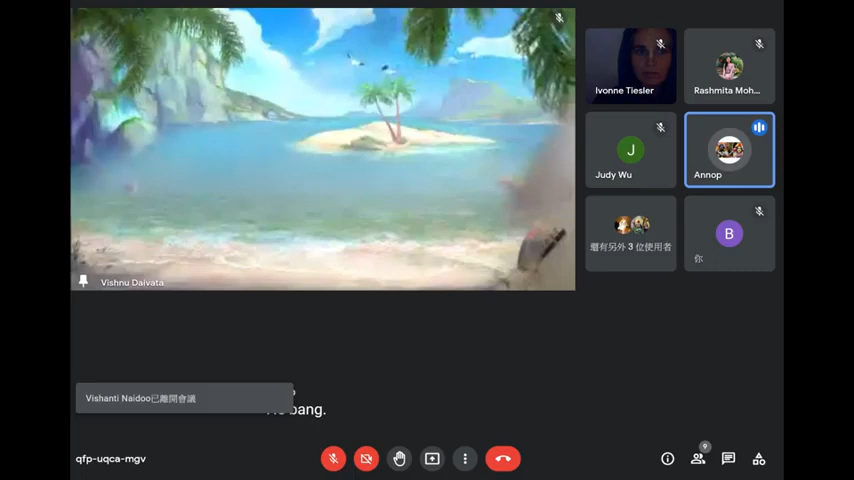 Ivonne Tiesler
Rashmita Moh...
J
Judy Wu
Annop
還有另外 3 位使用者
B
你
Vishnu Daivata
Vishanti Naidoo已離開會議
bang.
qfp-uqca-mgv
9